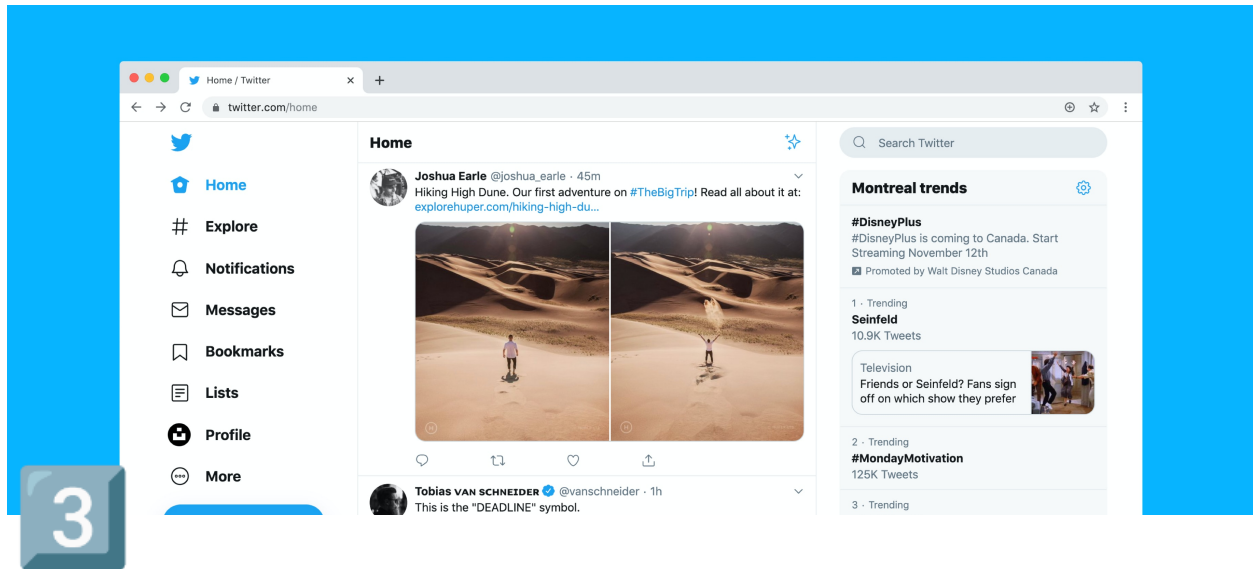 Home / Twitter
twitter.com/home
Home
Explore
Notifications
Messages
Bookmarks
Lists
Profile
More
Home
Joshua Earle @joshua_earle · 45m
Hiking High Dune. Our first adventure on #TheBigTrip! Read all about it at:
explorehuper.com/hiking-high-du...
Tobias VAN SCHNEIDER @vanschneider · 1h
This is the "DEADLINE" symbol.
Search Twitter
Montreal trends
#DisneyPlus
#DisneyPlus is coming to Canada. Start
Streaming November 12th
Promoted by Walt Disney Studios Canada
1 · Trending
Seinfeld
10.9K Tweets
Television
Friends or Seinfeld? Fans sign
off on which show they prefer
2 · Trending
#MondayMotivation
125K Tweets
3 · Trending
3